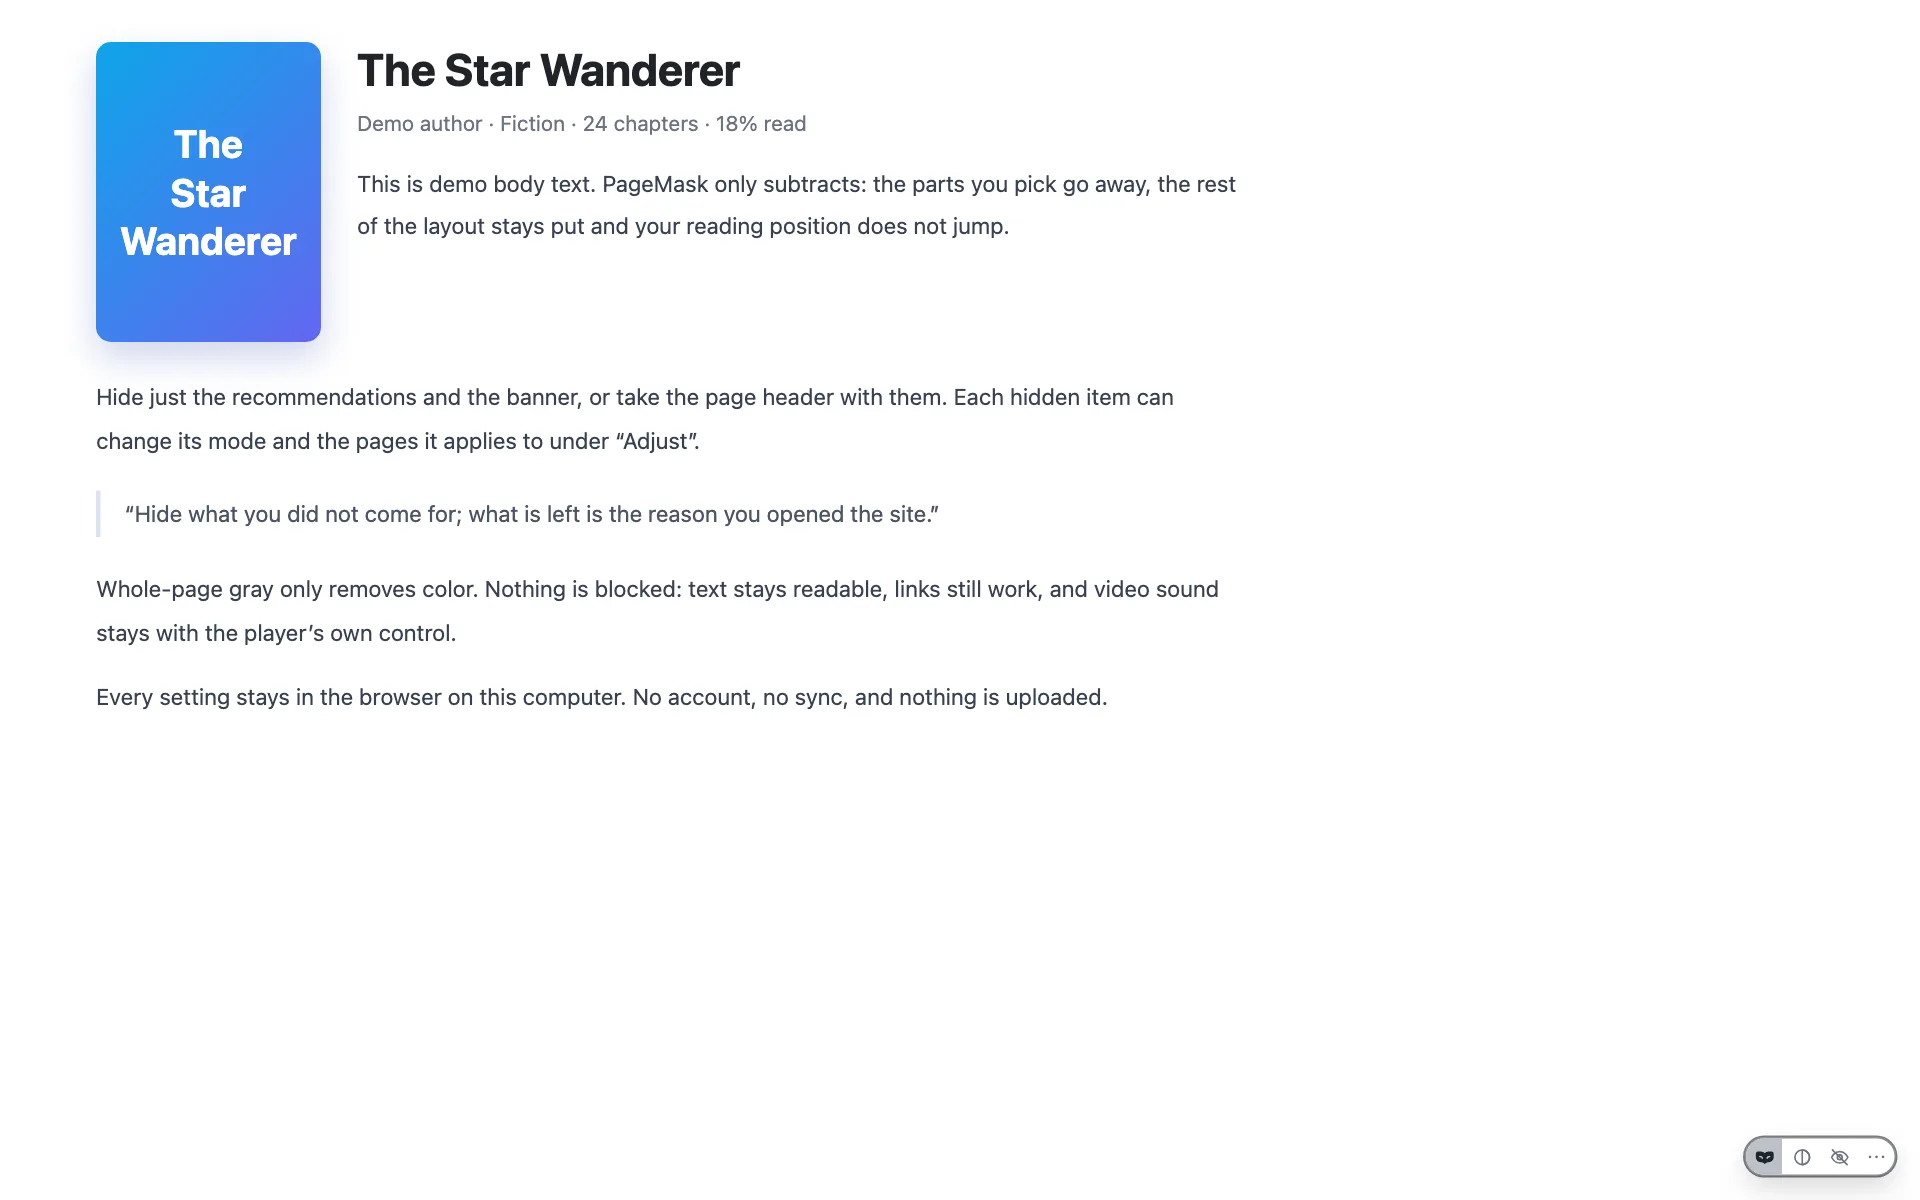 The
Star
Wanderer
The Star Wanderer
Demo author · Fiction · 24 chapters · 18% read
This is demo body text. PageMask only subtracts: the parts you pick go away, the rest
of the layout stays put and your reading position does not jump.
Hide just the recommendations and the banner, or take the page header with them. Each hidden item can
change its mode and the pages it applies to under “Adjust”.
“Hide what you did not come for; what is left is the reason you opened the site.”
Whole-page gray only removes color. Nothing is blocked: text stays readable, links still work, and video sound
stays with the player’s own control.
Every setting stays in the browser on this computer. No account, no sync, and nothing is uploaded.